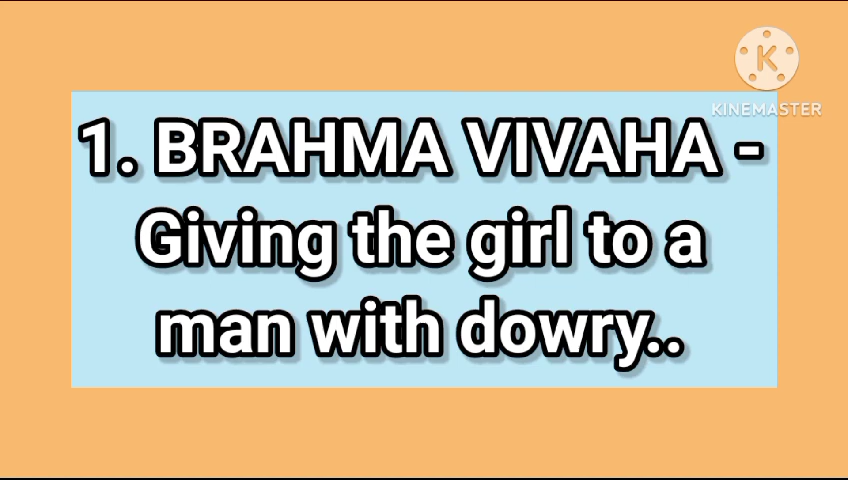 KINEMASTER
1. BRAHMA VIVAHA -
Giving the girl to a
man with dowry..